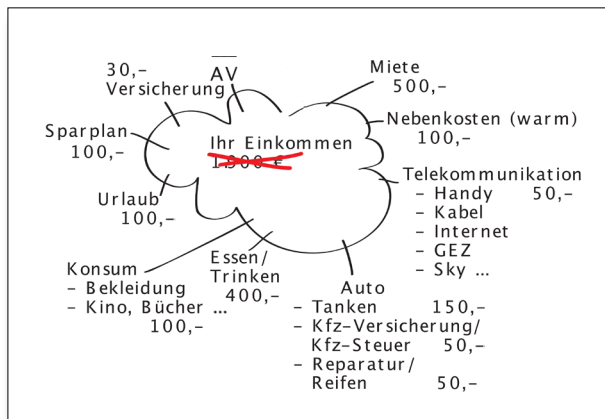 30,–
Versicherung
—
AV
Miete
500,–
Nebenkosten (warm)
100,–
Sparplan
100,–
Ihr Einkommen
1.900 €
Telekommunikation
– Handy 50,–
– Kabel
– Internet
– GEZ
– Sky ...
Urlaub
100,–
Konsum
– Bekleidung
– Kino, Bücher ...
100,–
Essen/
Trinken
400,–
Auto
– Tanken 150,–
– Kfz-Versicherung/
Kfz-Steuer 50,–
– Reparatur/
Reifen 50,–